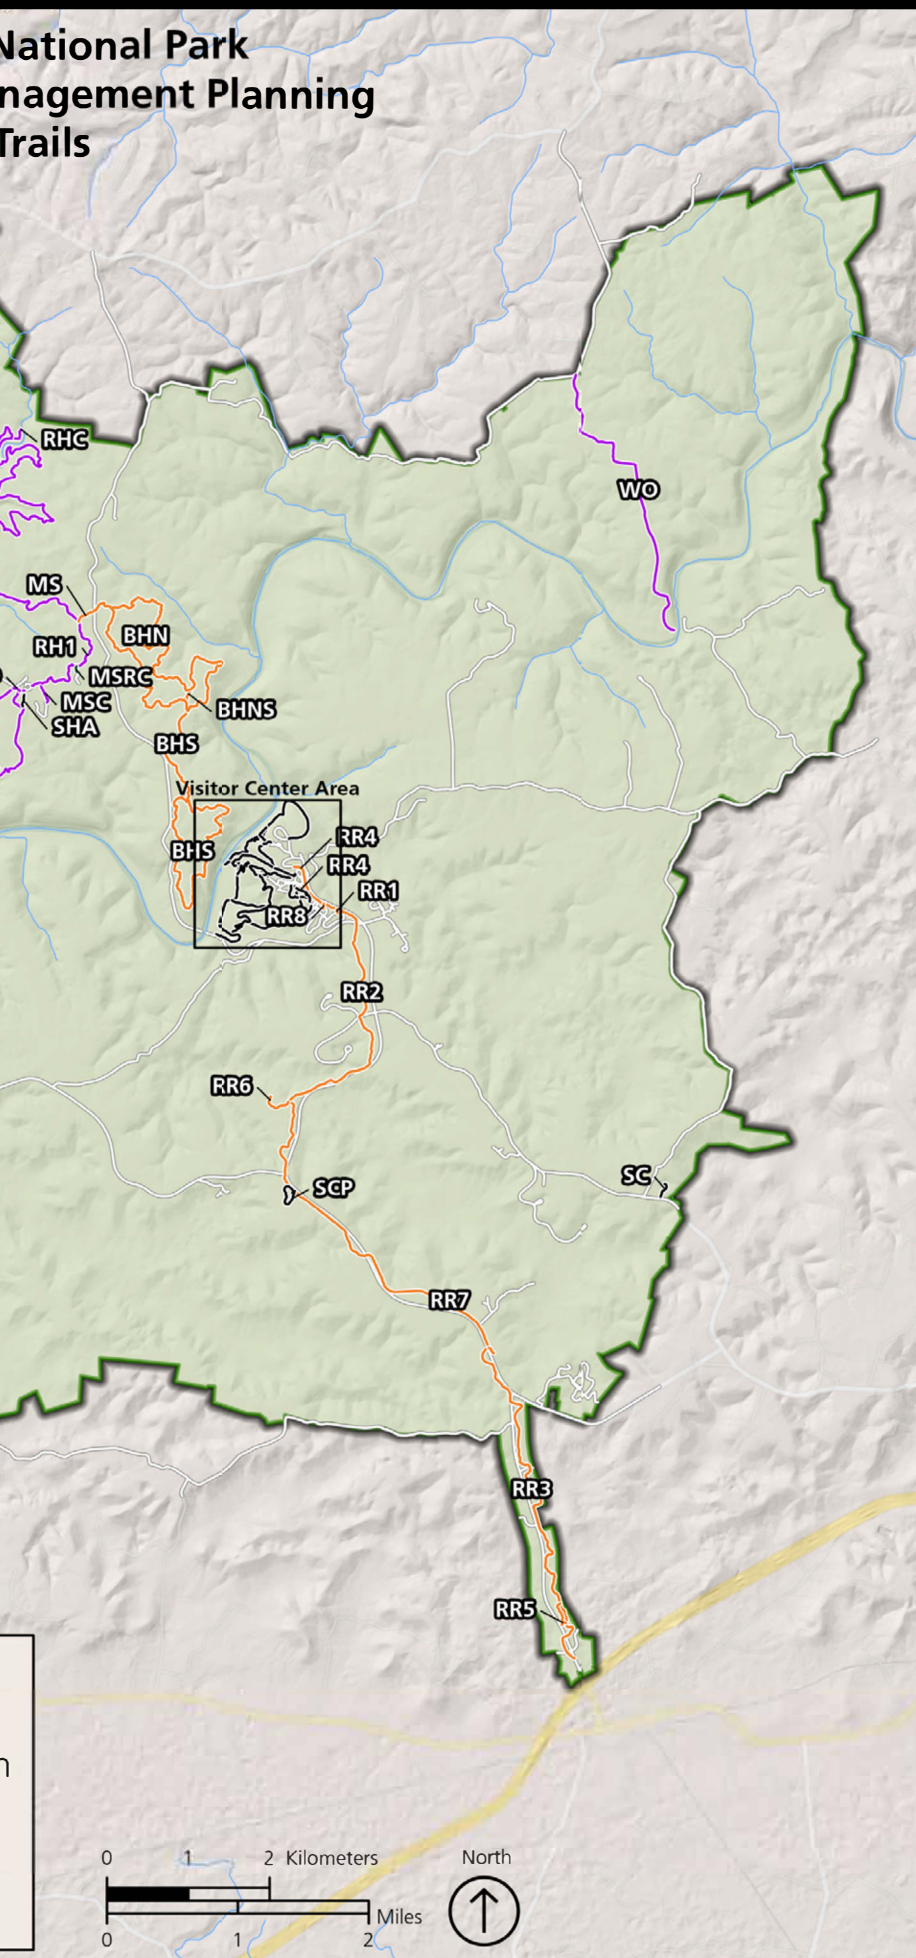 National Park
nagement Planning
Trails
RHC
WO
MS
BHN
RH1
MSRC
MSC
BHNS
SHA
BHS
Visitor Center Area
RR4
BHS
RR4
RR1
RR8
RR2
RR6
SC
SCP
RR7
RR3
RR5
n
0 1 2 Kilometers
North
Miles
0 1 2